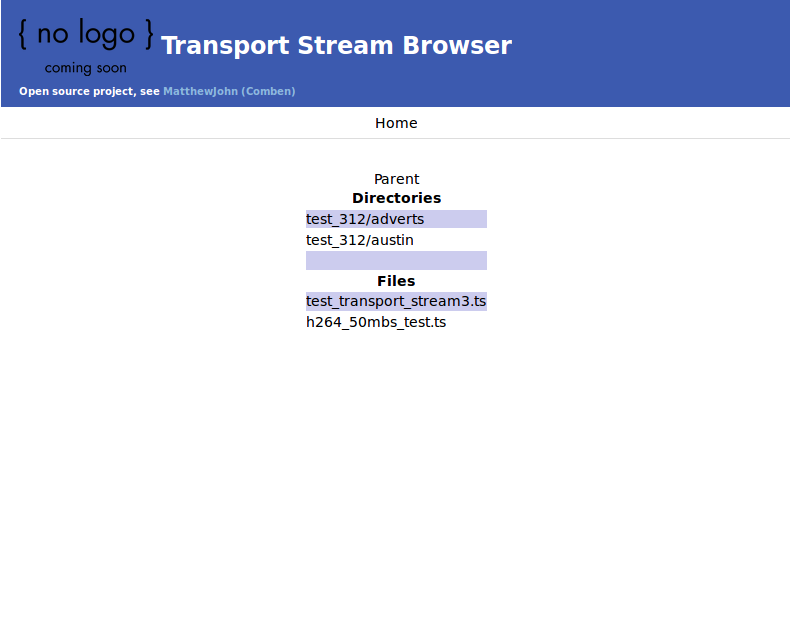 { no logo }
coming soon
Transport Stream Browser
Open source project, see MatthewJohn (Comben)
Home
Parent
Directories
test_312/adverts
test_312/austin
Files
test_transport_stream3.ts
h264_50mbs_test.ts